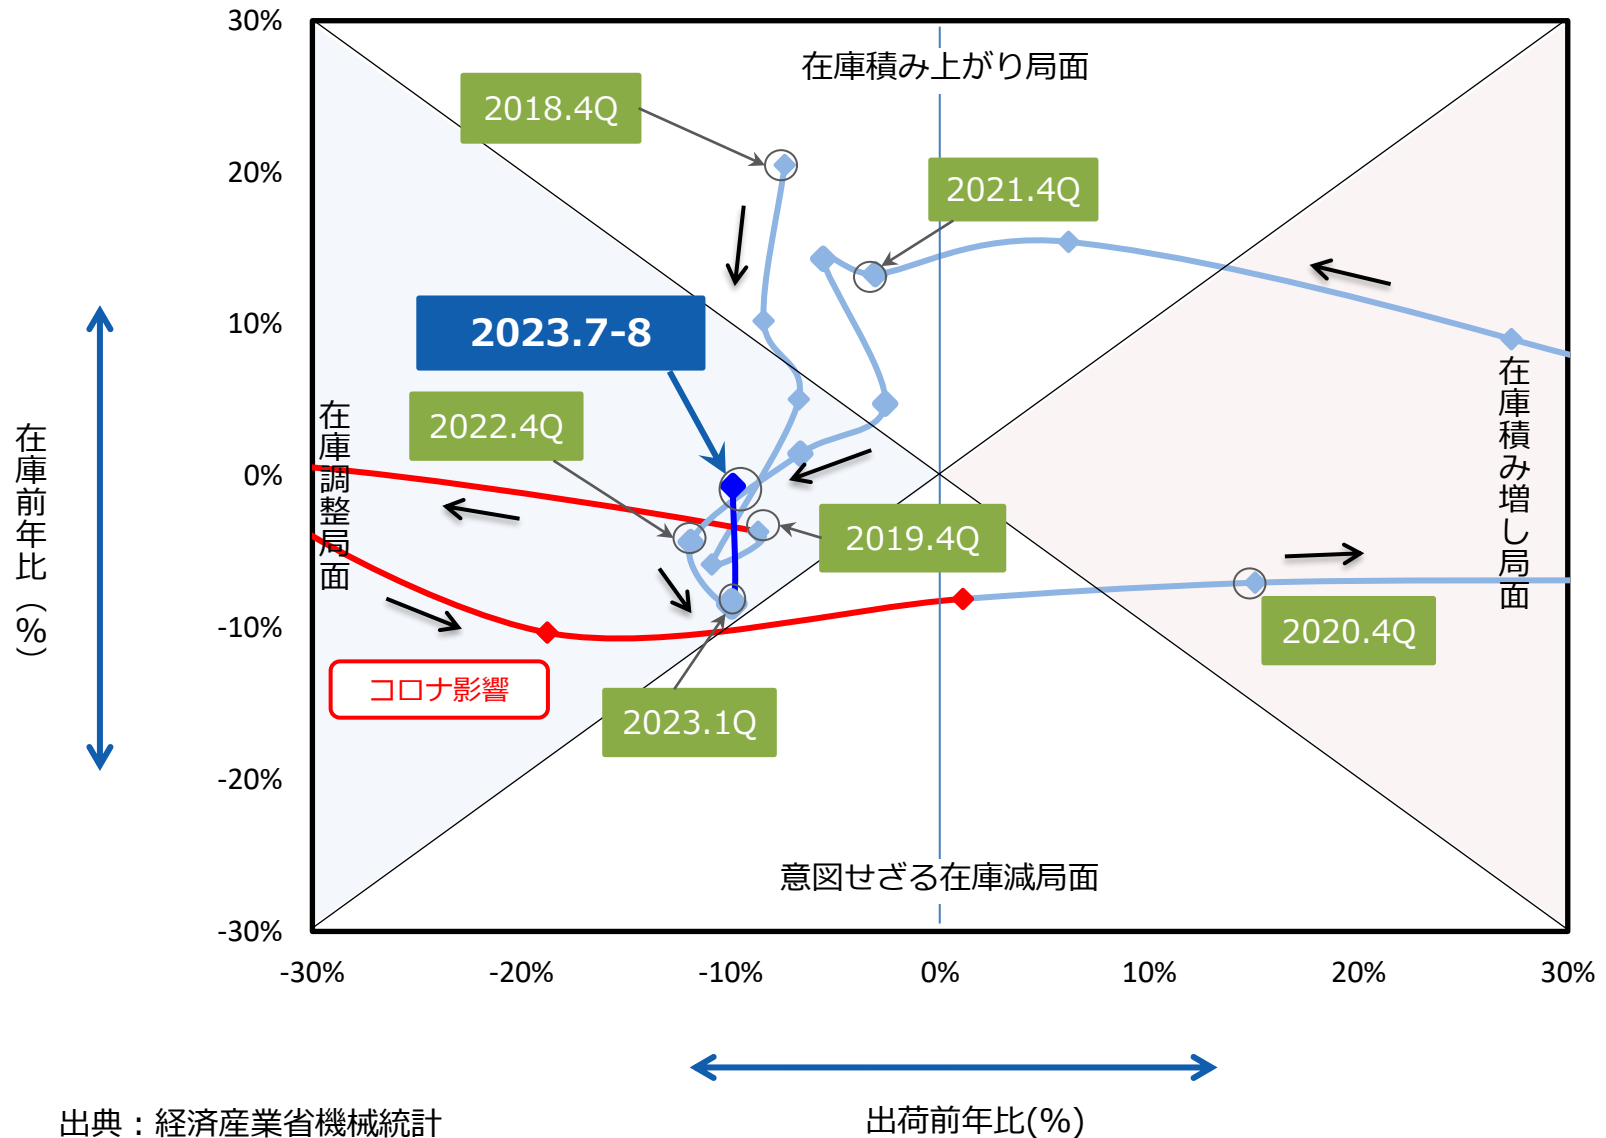 30%
在庫積み上がり局面
2018.4Q
20%
2021.4Q
10%
2023.7-8
在庫積み増し局面
在庫調整局面
2022.4Q
在庫前年比(%)
0%
2019.4Q
-10%
2020.4Q
コロナ影響
2023.1Q
-20%
意図せざる在庫減局面
-30%
-30% -20% -10% 0% 10% 20% 30%
出荷前年比(%)
出典：経済産業省機械統計